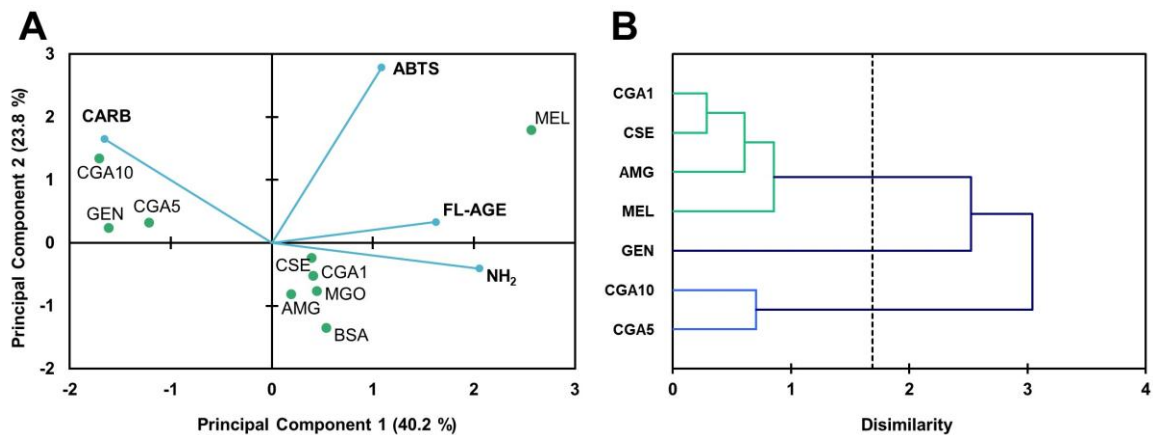 A
3
2
1
0
-1
-2
-2
-1
0
1
2
3
Principal Component 2 (23.8 %)
Principal Component 1 (40.2 %)
ABTS
MEL
CARB
CGA10
GEN
CGA5
FL-AGE
NH₂
CSE
CGA1
MGO
AMG
BSA
B
CGA1
CSE
AMG
MEL
GEN
CGA10
CGA5
0
1
2
3
4
Disimilarity